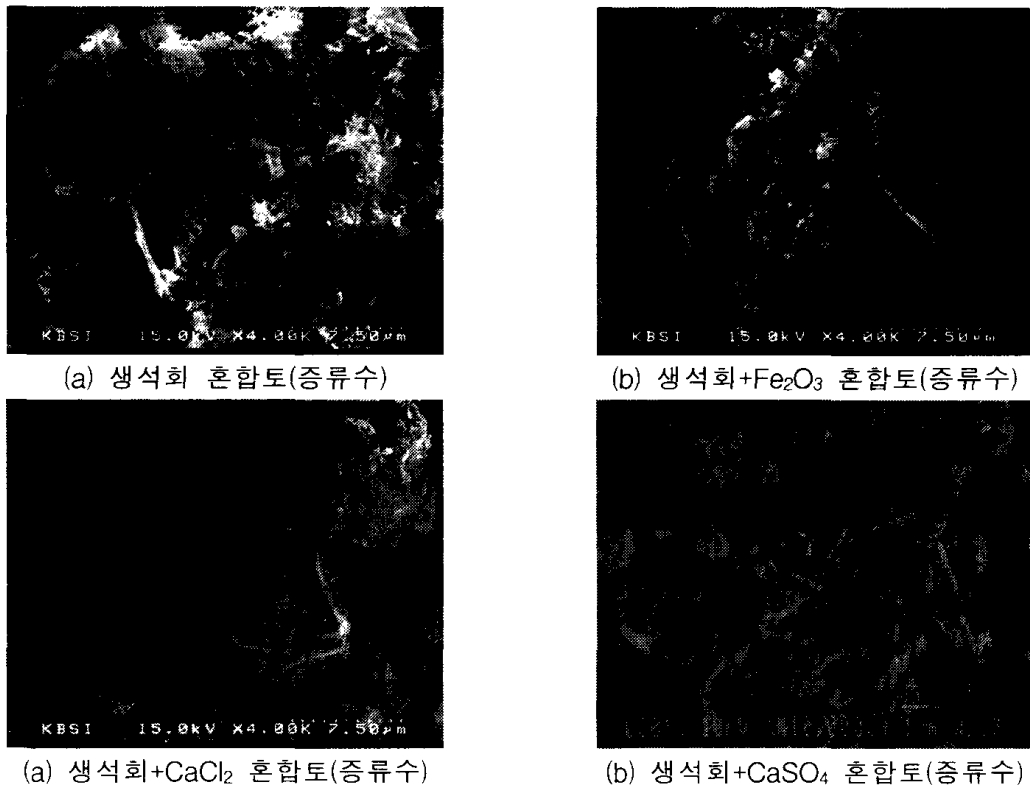 KBSI 15.0kV X4.00K 7.50μm
KBSI 15.0kV X4.00K 7.50μm
(a) 생석회 혼합토(증류수)
(b) 생석회+Fe₂O₃ 혼합토(증류수)
KBSI 15.0kV X4.00K 7.50μm
(a) 생석회+CaCl₂ 혼합토(증류수)
(b) 생석회+CaSO₄ 혼합토(증류수)